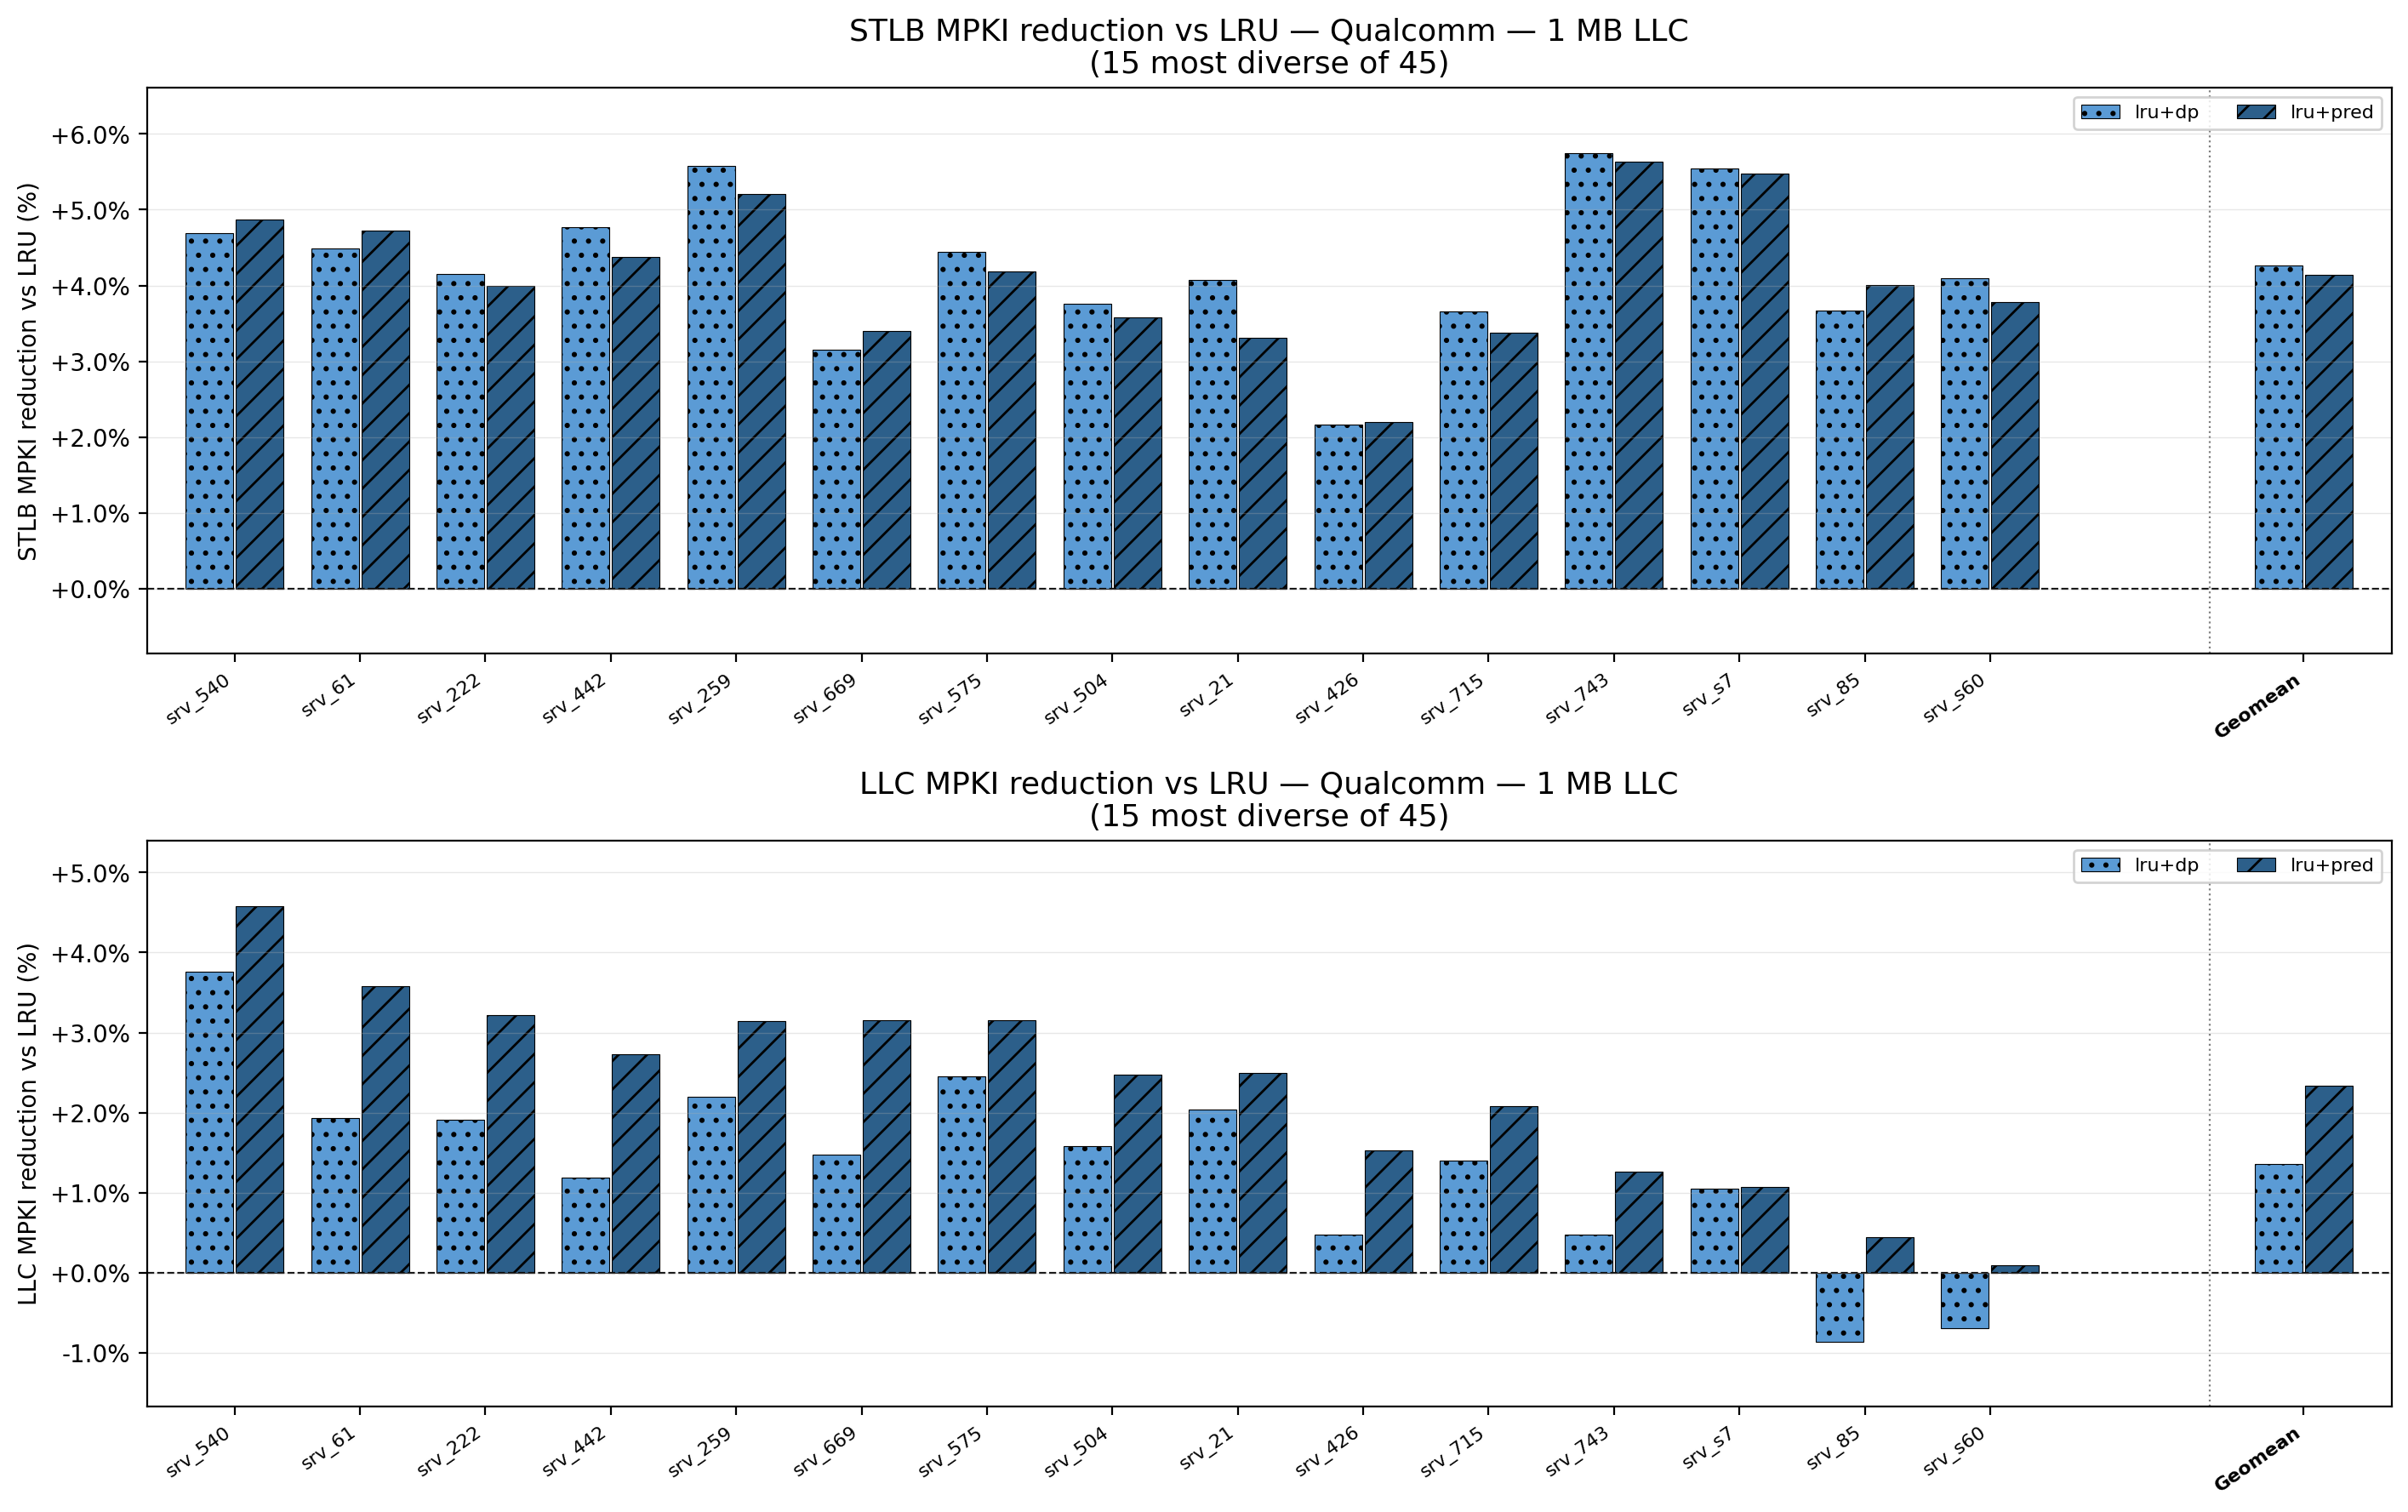 STLB MPKI reduction vs LRU — Qualcomm — 1 MB LLC
(15 most diverse of 45)
STLB MPKI reduction vs LRU (%)
+6.0%
+5.0%
+4.0%
+3.0%
+2.0%
+1.0%
+0.0%
lru+dp
lru+pred
srv_540
srv_61
srv_222
srv_442
srv_259
srv_669
srv_575
srv_504
srv_21
srv_426
srv_715
srv_743
srv_s7
srv_85
srv_s60
Geomean
LLC MPKI reduction vs LRU — Qualcomm — 1 MB LLC
(15 most diverse of 45)
LLC MPKI reduction vs LRU (%)
+5.0%
+4.0%
+3.0%
+2.0%
+1.0%
+0.0%
-1.0%
lru+dp
lru+pred
srv_540
srv_61
srv_222
srv_442
srv_259
srv_669
srv_575
srv_504
srv_21
srv_426
srv_715
srv_743
srv_s7
srv_85
srv_s60
Geomean